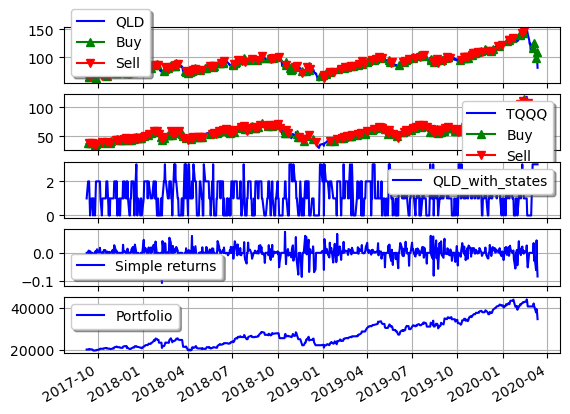 150
100
QLD
Buy
Sell
100
50
TQQQ
Buy
Sell
2
0
QLD_with_states
0.0
−0.1
Simple returns
40000
20000
Portfolio
2017-10
2018-01
2018-04
2018-07
2018-10
2019-01
2019-04
2019-07
2019-10
2020-01
2020-04